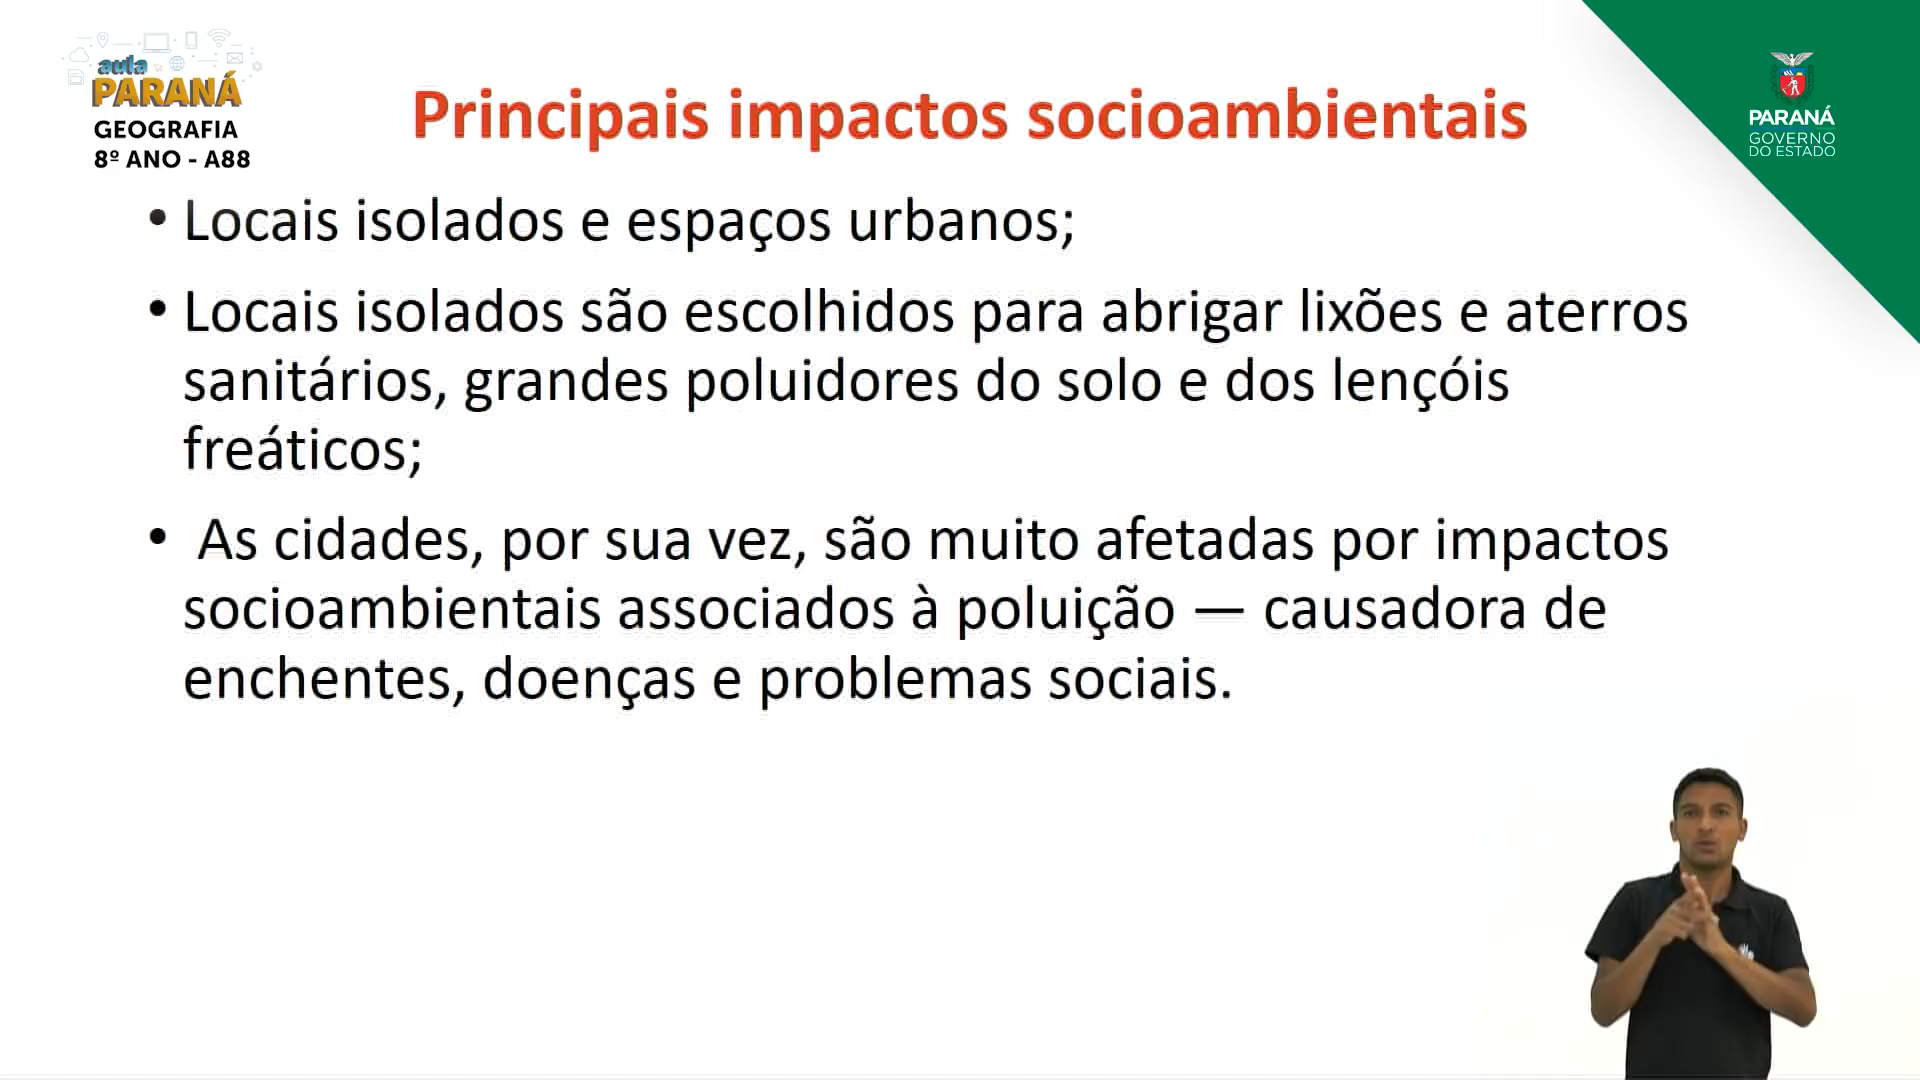 aula
PARANÁ
GEOGRAFIA
8º ANO - A88
Principais impactos socioambientais
PARANÁ
GOVERNO
DO ESTADO
• Locais isolados e espaços urbanos;
• Locais isolados são escolhidos para abrigar lixões e aterros
sanitários, grandes poluidores do solo e dos lençóis
freáticos;
• As cidades, por sua vez, são muito afetadas por impactos
socioambientais associados à poluição — causadora de
enchentes, doenças e problemas sociais.